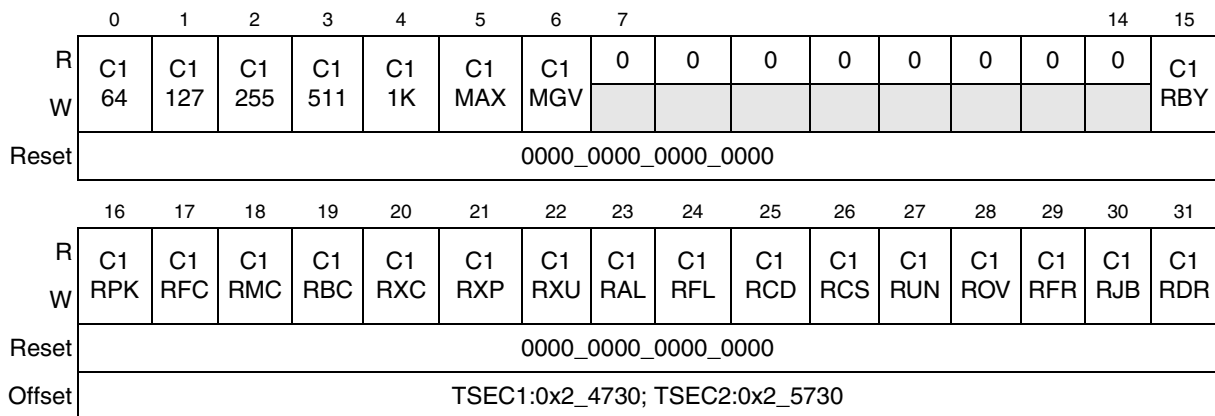 0 1 2 3 4 5 6 7 14 15
R C1 64 C1 127 C1 255 C1 511 C1 1K C1 MAX C1 MGV 0 0 0 0 0 0 0 0 C1 RBY
W
Reset 0000_0000_0000_0000
16 17 18 19 20 21 22 23 24 25 26 27 28 29 30 31
R C1 C1 C1 C1 C1 C1 C1 C1 C1 C1 C1 C1 C1 C1 C1 C1
W RPK RFC RMC RBC RXC RXP RXU RAL RFL RCD RCS RUN ROV RFR RJB RDR
Reset 0000_0000_0000_0000
Offset TSEC1:0x2_4730; TSEC2:0x2_5730